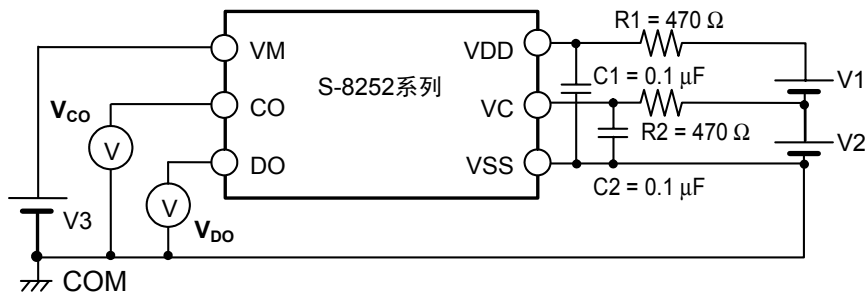 R1 = 470 Ω
VM
VDD
S-8252系列
C1 = 0.1 μF
V1
VCO
CO
VC
V
R2 = 470 Ω
V2
DO
VSS
V
C2 = 0.1 μF
V3
VDO
COM